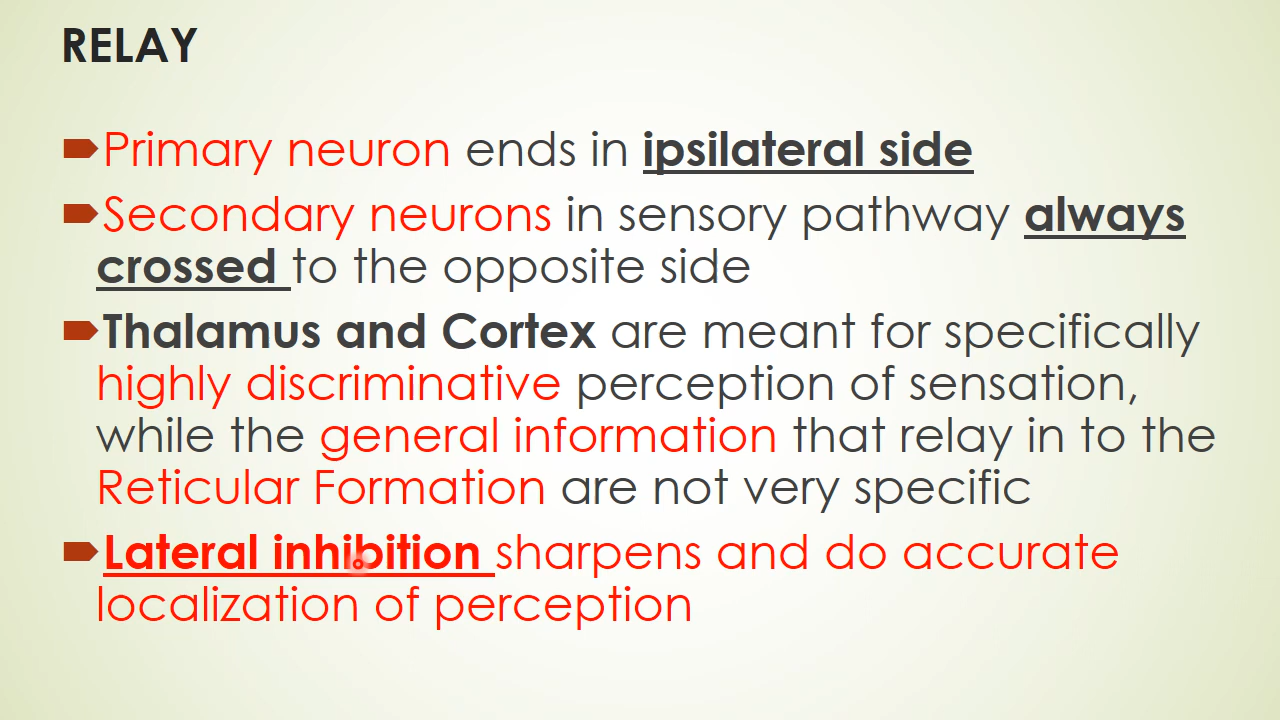 RELAY
Primary neuron ends in ipsilateral side
Secondary neurons in sensory pathway always
crossed to the opposite side
Thalamus and Cortex are meant for specifically
highly discriminative perception of sensation,
while the general information that relay in to the
Reticular Formation are not very specific
Lateral inhibition sharpens and do accurate
localization of perception